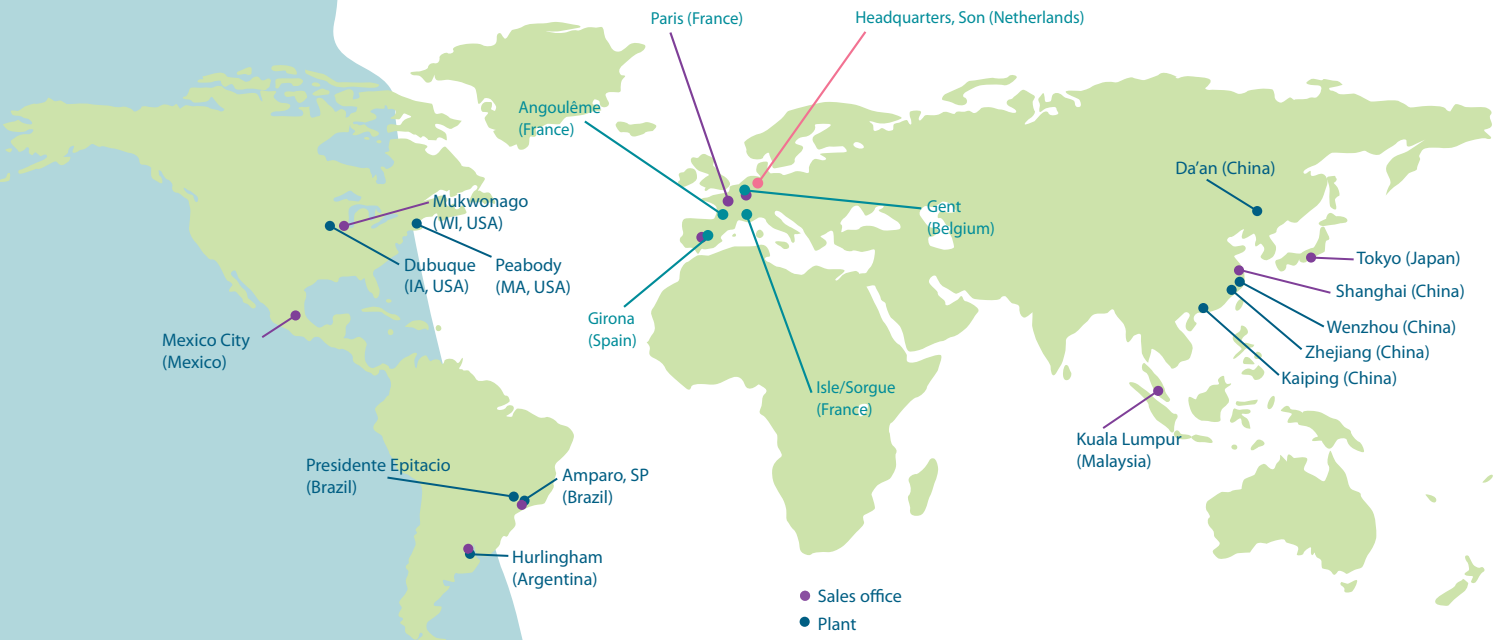 Paris (France)
Headquarters, Son (Netherlands)
Angoulême
(France)
Da’an (China)
Mukwonago
(WI, USA)
Gent
(Belgium)
Dubuque
(IA, USA)
Peabody
(MA, USA)
Tokyo (Japan)
Shanghai (China)
Girona
(Spain)
Wenzhou (China)
Mexico City
(Mexico)
Zhejiang (China)
Kaiping (China)
Isle/Sorgue
(France)
Kuala Lumpur
(Malaysia)
Presidente Epitacio
(Brazil)
Amparo, SP
(Brazil)
Hurlingham
(Argentina)
Sales office
Plant